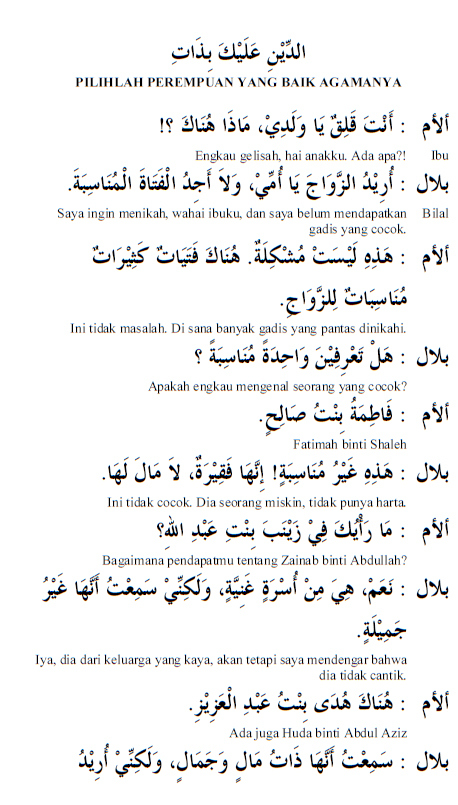 الدِّيْنِ عَلَيْكَ بِذَاتِ
PILIHLAH PEREMPUAN YANG BAIK AGAMANYA
ألأم : أَنْتَ قَلِقٌ يَا وَلَدِيْ، مَاذَا هُنَاكَ ؟!
Engkau gelisah, hai anakku. Ada apa?! Ibu
بلال : أُرِيْدُ الزَّوَاجَ يَا أُمِّيْ، وَلاَ أَجِدُ الْفَتَاةَ الْمُنَاسِبَةَ.
Saya ingin menikah, wahai ibuku, dan saya belum mendapatkan Bilal
gadis yang cocok.
ألأم : هَذِهِ لَيْسَتْ مُشْكِلَةٌ. هُنَاكَ فَتَيَاتٌ كَثِيْرَاتٌ
مُنَاسِبَاتٌ لِلزَّوَاجِ.
Ini tidak masalah. Di sana banyak gadis yang pantas dinikahi.
بلال : هَلْ تَعْرِفِيْنَ وَاحِدَةً مُنَاسِبَةً ؟
Apakah engkau mengenal seorang yang cocok?
ألأم : فَاطِمَةُ بِنْتُ صَالِحٍ.
Fatimah binti Shaleh
بلال : هَذِهِ غَيْرُ مُنَاسِبَةٍ! إِنَّهَا فَقِيْرَةٌ، لاَ مَالَ لَهَا.
Ini tidak cocok. Dia seorang miskin, tidak punya harta.
ألأم : مَا رَأْيُكَ فِيْ زَيْنَبَ بِنْتِ عَبْدِ اللهِ؟
Bagaimana pendapatmu tentang Zainab binti Abdullah?
بلال : نَعَمْ، هِيَ مِنْ أُسْرَةٍ غَنِيَّةٍ، وَلَكِنِّيْ سَمِعْتُ أَنَّهَا غَيْرُ
جَمِيْلَةٍ.
Iya, dia dari keluarga yang kaya, akan tetapi saya mendengar bahwa
dia tidak cantik.
ألأم : هُنَاكَ هُدَى بِنْتُ عَبْدِ الْعَزِيْزِ.
Ada juga Huda binti Abdul Aziz
بلال : سَمِعْتُ أَنَّهَا ذَاتُ مَالٍ وَجَمَالٍ، وَلَكِنِّيْ أُرِيْدُ